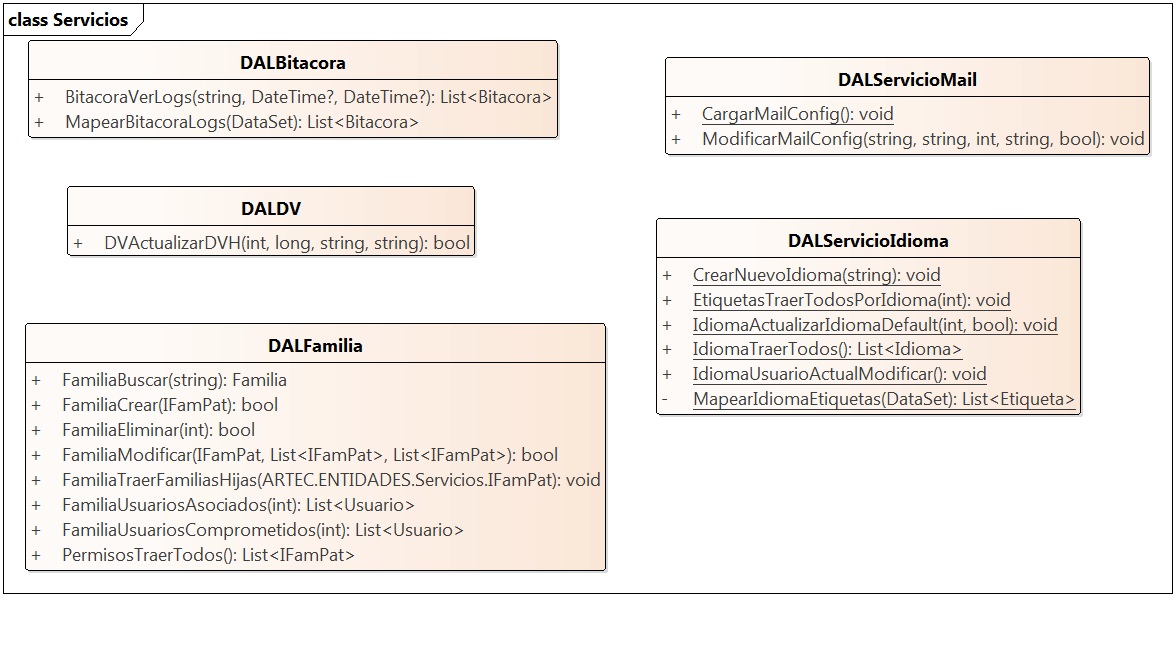 class Servicios
DALBitacora
+ BitacoraVerLogs(string, DateTime?, DateTime?): List<Bitacora>
+ MapearBitacoraLogs(DataSet): List<Bitacora>
DALServicioMail
+ CargarMailConfig(): void
+ ModificarMailConfig(string, string, int, string, bool): void
DALDV
+ DVActualizarDVH(int, long, string, string): bool
DALServicioIdioma
+ CrearNuevoIdioma(string): void
+ EtiquetasTraerTodosPorIdioma(int): void
+ IdiomaActualizarIdiomaDefault(int, bool): void
+ IdiomaTraerTodos(): List<Idioma>
+ IdiomaUsuarioActualModificar(): void
- MapearIdiomaEtiquetas(DataSet): List<Etiqueta>
DALFamilia
+ FamiliaBuscar(string): Familia
+ FamiliaCrear(IFamPat): bool
+ FamiliaEliminar(int): bool
+ FamiliaModificar(IFamPat, List<IFamPat>, List<IFamPat>): bool
+ FamiliaTraerFamiliasHijas(ARTEC.ENTIDADES.Servicios.IFamPat): void
+ FamiliaUsuariosAsociados(int): List<Usuario>
+ FamiliaUsuariosComprometidos(int): List<Usuario>
+ PermisosTraerTodos(): List<IFamPat>